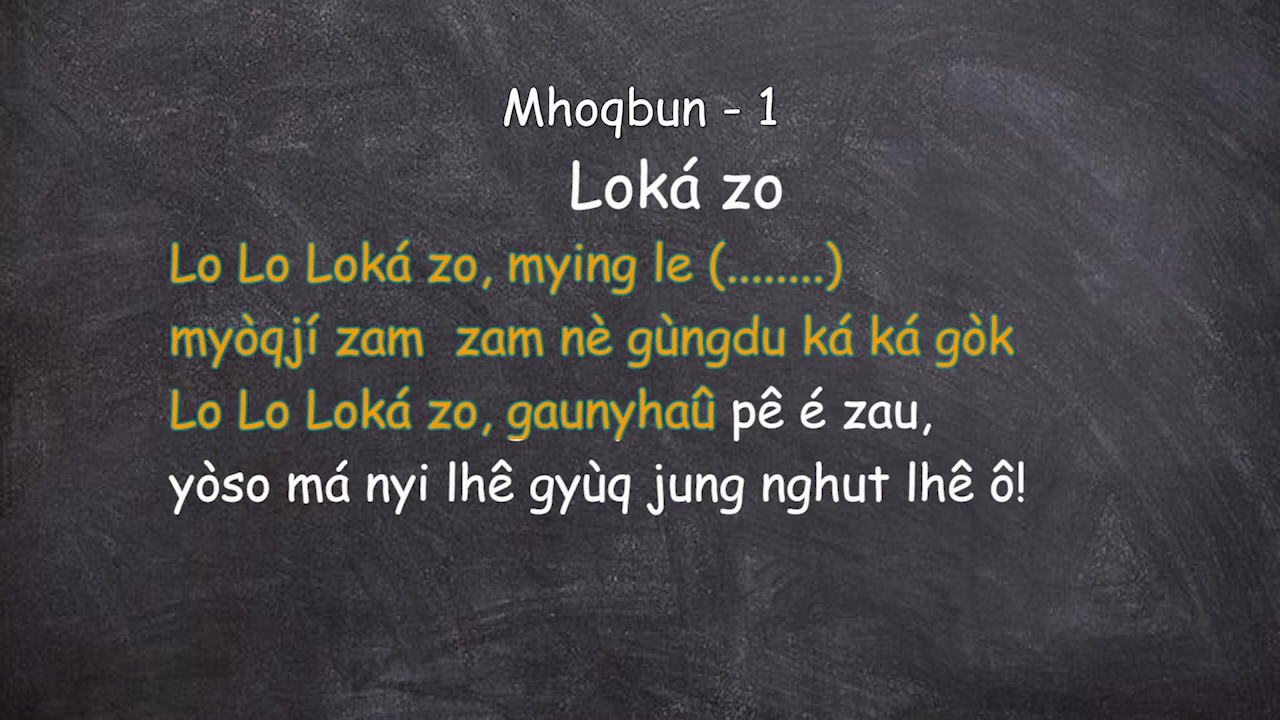 Mhoqbun - 1
Loká zo
Lo Lo Loká zo, mying le (........)
myòqjí zam  zam nè gùngdu ká ká gòk
Lo Lo Loká zo, gaunyhaû pê é zau,
yòso má nyi lhê gyùq jung nghut lhê ô!